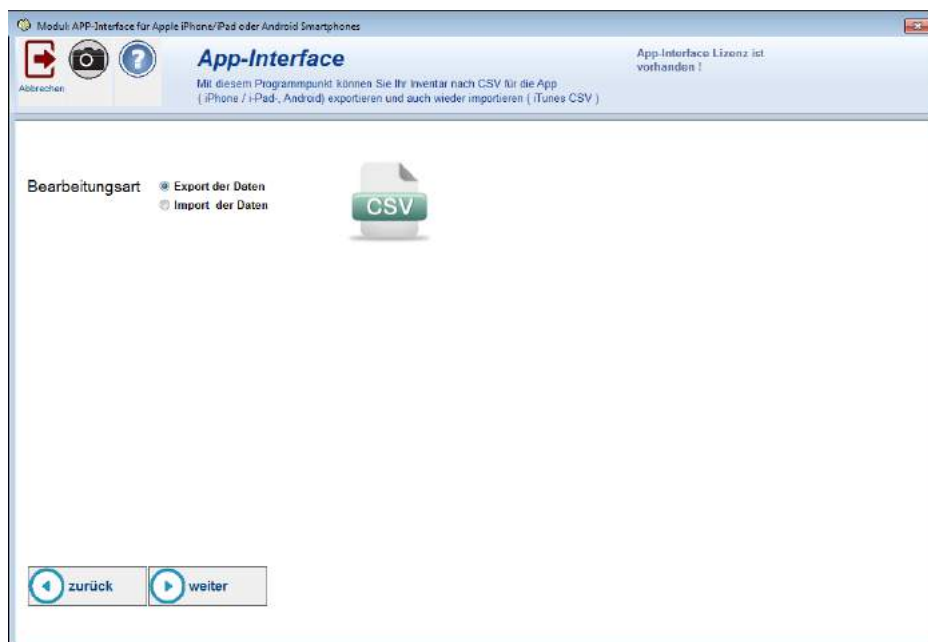 Modul: APP-Interface für Apple iPhone/iPad oder Android Smartphones
Abbrechen
App-Interface
Mit diesem Programmpunkt können Sie Ihr Inventar nach CSV für die App
( iPhone / i-Pad-, Android) exportieren und auch wieder importieren ( iTunes CSV )
App-Interface Lizenz ist
vorhanden !
Bearbeitungsart
Export der Daten
Import der Daten
CSV
zurück
weiter